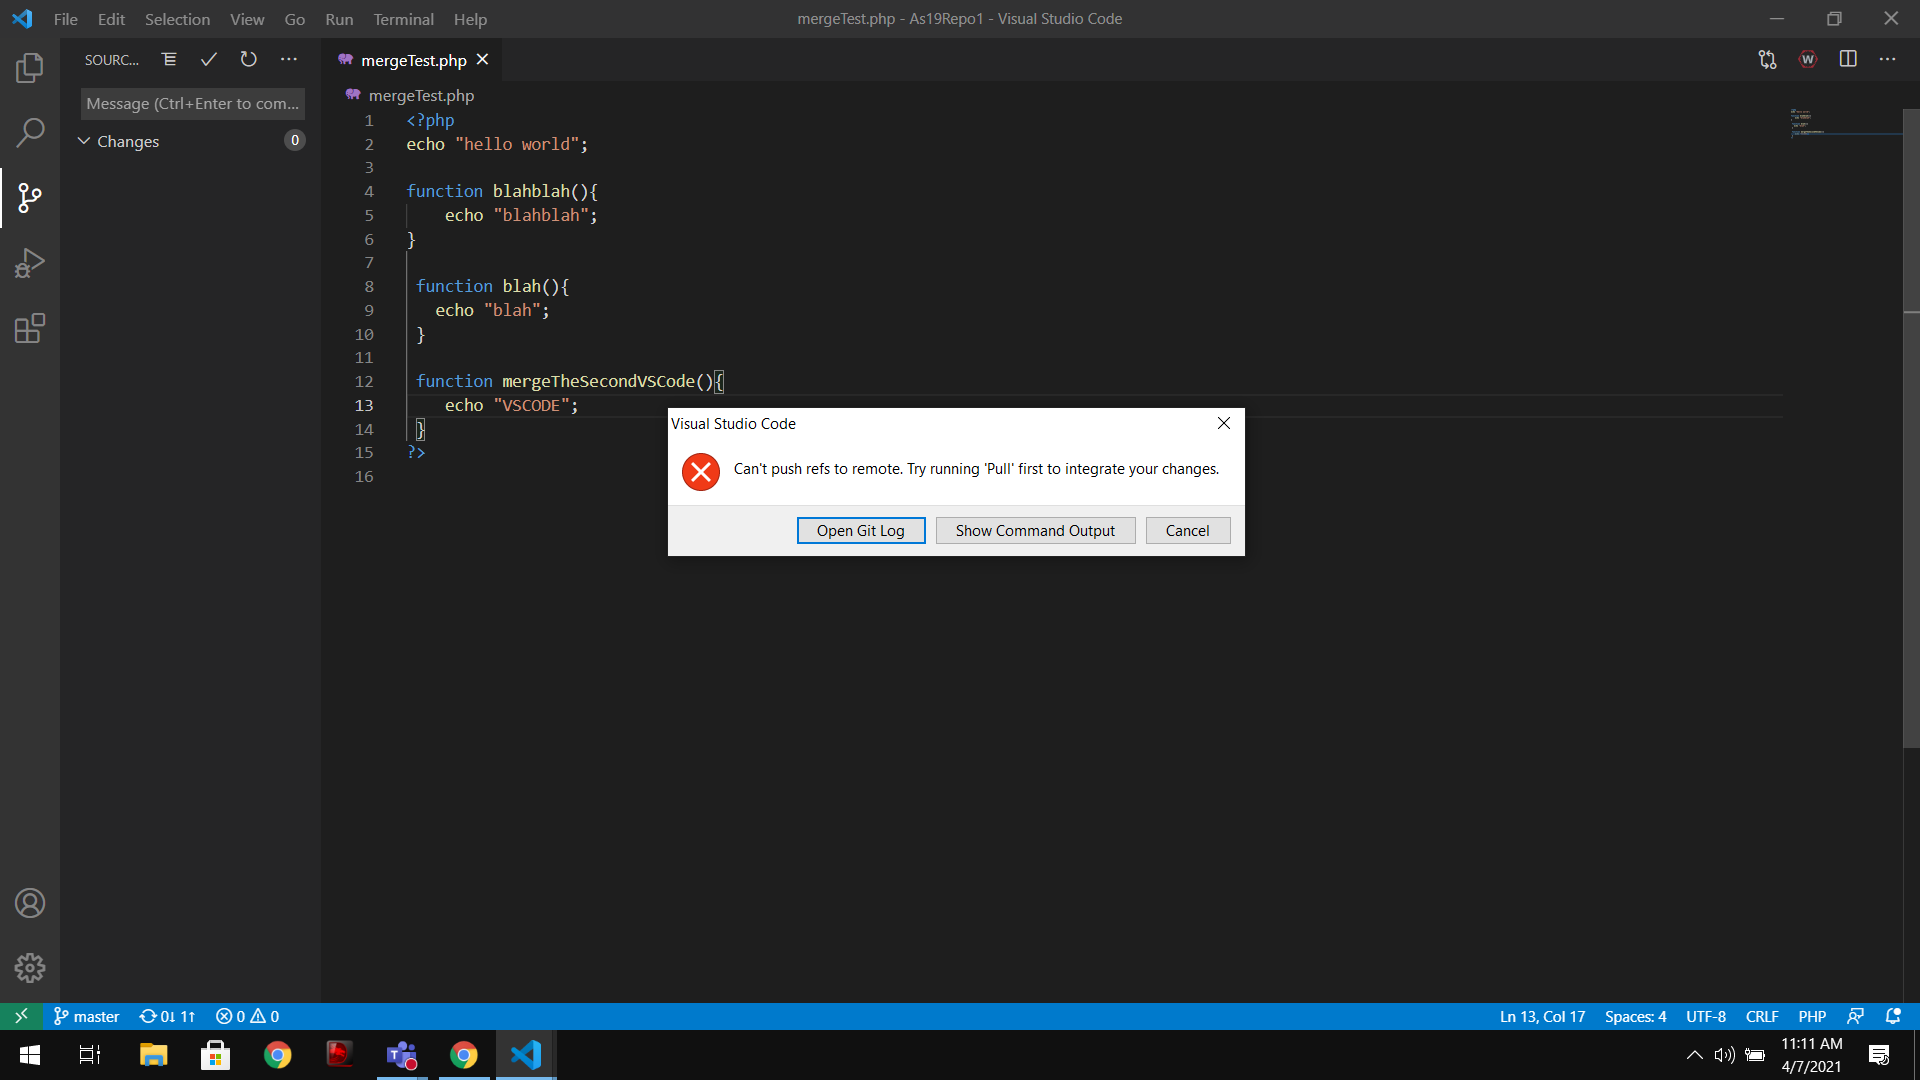 File Edit Selection View Go Run Terminal Help
mergeTest.php - As19Repo1 - Visual Studio Code
SOURC...
mergeTest.php
Message (Ctrl+Enter to com...
Changes 0
mergeTest.php
1 <?php
2 echo "hello world";
3
4 function blahblah(){
5 echo "blahblah";
6 }
7
8 function blah(){
9 echo "blah";
10 }
11
12 function mergeTheSecondVSCode(){
13 echo "VSCODE";
14 }
15 ?>
16
Visual Studio Code
Can't push refs to remote. Try running 'Pull' first to integrate your changes.
Open Git Log Show Command Output Cancel
master 0↓ 1↑ 0 0
Ln 13, Col 17 Spaces: 4 UTF-8 CRLF PHP
11:11 AM
4/7/2021